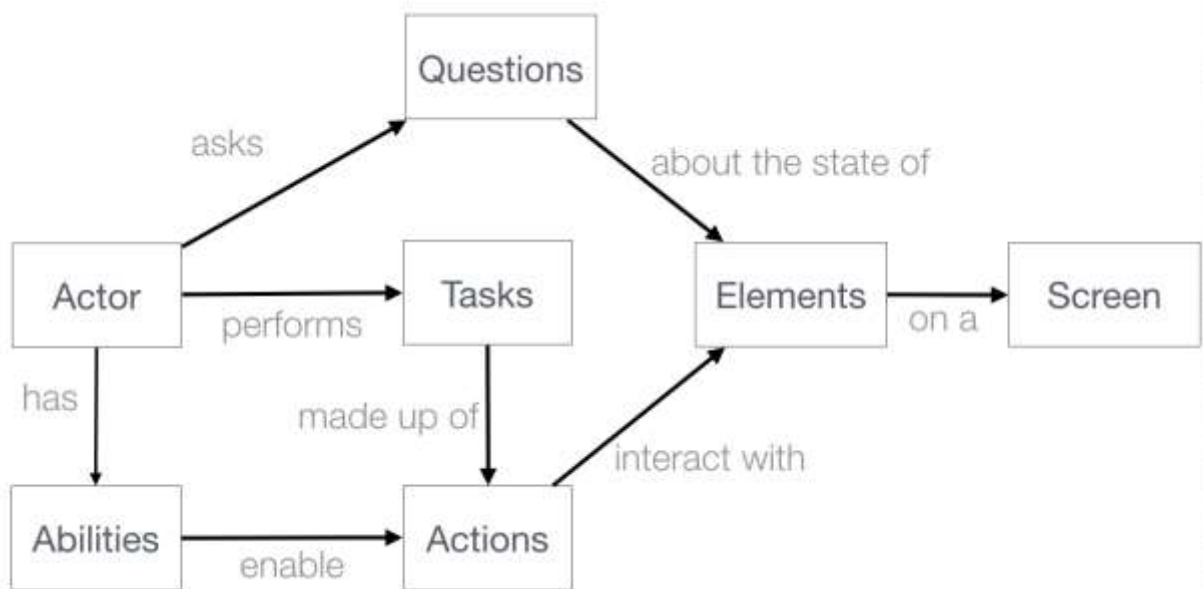 Questions
asks
about the state of
Actor
performs
Tasks
Elements
on a
Screen
has
made up of
interact with
Abilities
enable
Actions